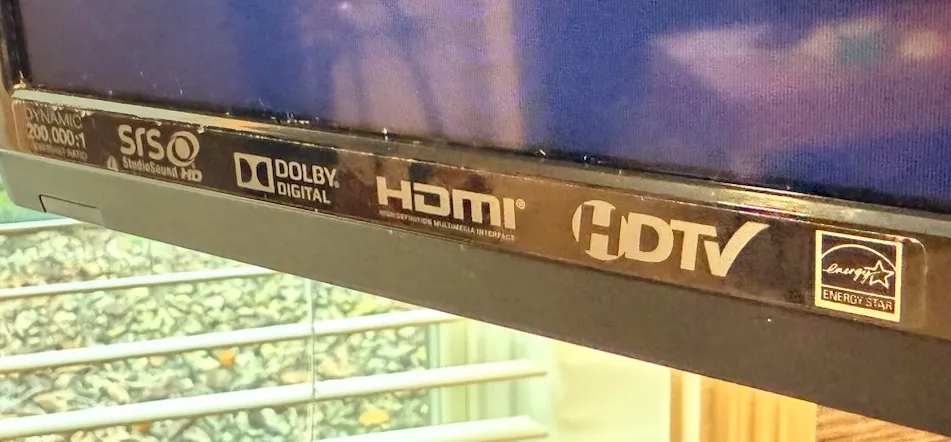 DYNAMIC
200,000:1
CONTRAST RATIO
SRS
StudioSound HD
DOLBY
DIGITAL
HDMI®
HIGH-DEFINITION MULTIMEDIA INTERFACE
HDTV
energy
ENERGY STAR